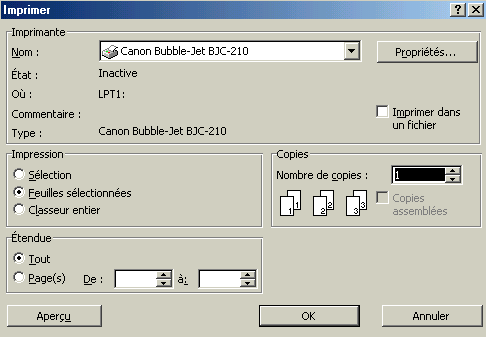 Imprimer
Imprimante
Nom : Canon Bubble-Jet BJC-210 Propriétés...
État : Inactive
Où : LPT1:
Commentaire :
Imprimer dans un fichier
Type : Canon Bubble-Jet BJC-210
Impression
Sélection
Feuilles sélectionnées
Classeur entier
Copies
Nombre de copies : 1
1 1 2 2 3 3
Copies assemblées
Étendue
Tout
Page(s) De : à:
Aperçu OK Annuler